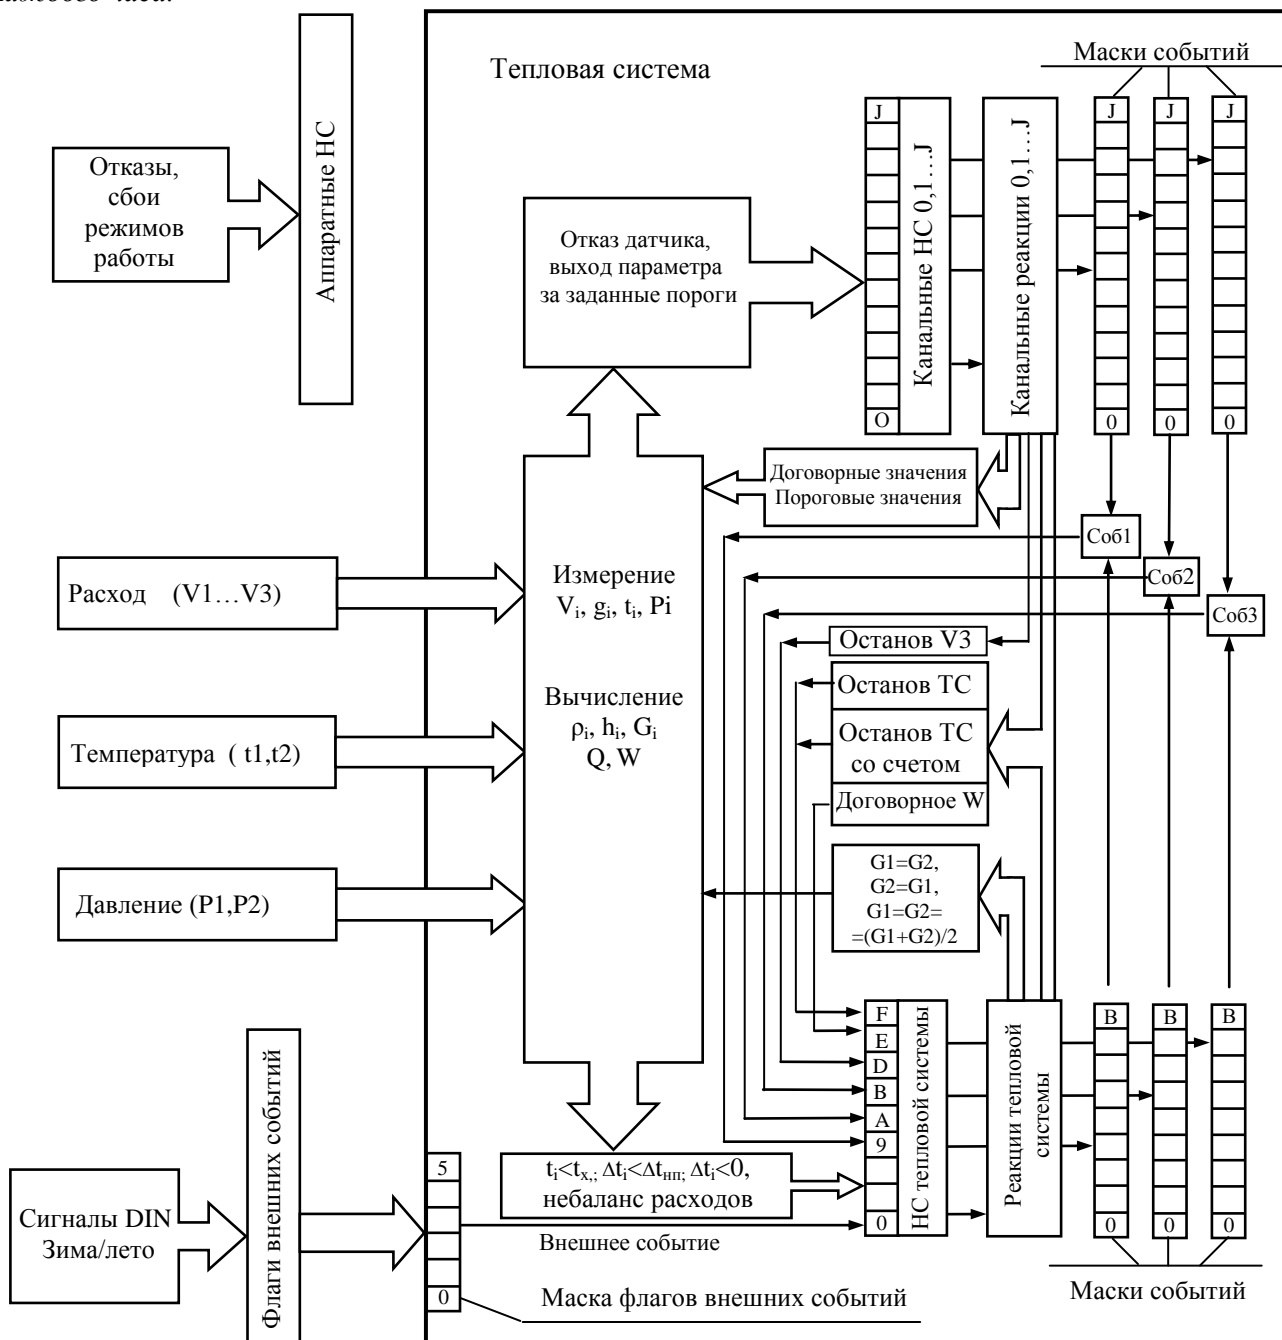 Тепловая система
Маски событий
Отказы,
сбои
режимов
работы
Аппаратные НС
Отказ датчика,
выход параметра
за заданные пороги
J
O
Канальные НС 0,1…J
Канальные реакции 0,1…J
J
J
J
0
0
0
Договорные значения
Пороговые значения
Соб1
Соб2
Соб3
Расход (V1…V3)
Измерение
Vi, gi, ti, Pi
Вычисление
ρi, hi, Gi
Q, W
Останов V3
Останов ТС
Останов ТС
со счетом
Договорное W
Температура ( t1,t2)
Давление (P1,P2)
G1=G2,
G2=G1,
G1=G2=
=(G1+G2)/2
F
E
D
B
A
9
0
НС тепловой системы
Реакции тепловой
системы
B
B
B
0
0
0
Флаги внешних событий
ti<tх,; Δti<Δtнп; Δti<0,
небаланс расходов
Сигналы DIN
Зима/лето
5
0
Внешнее событие
Маска флагов внешних событий
Маски событий